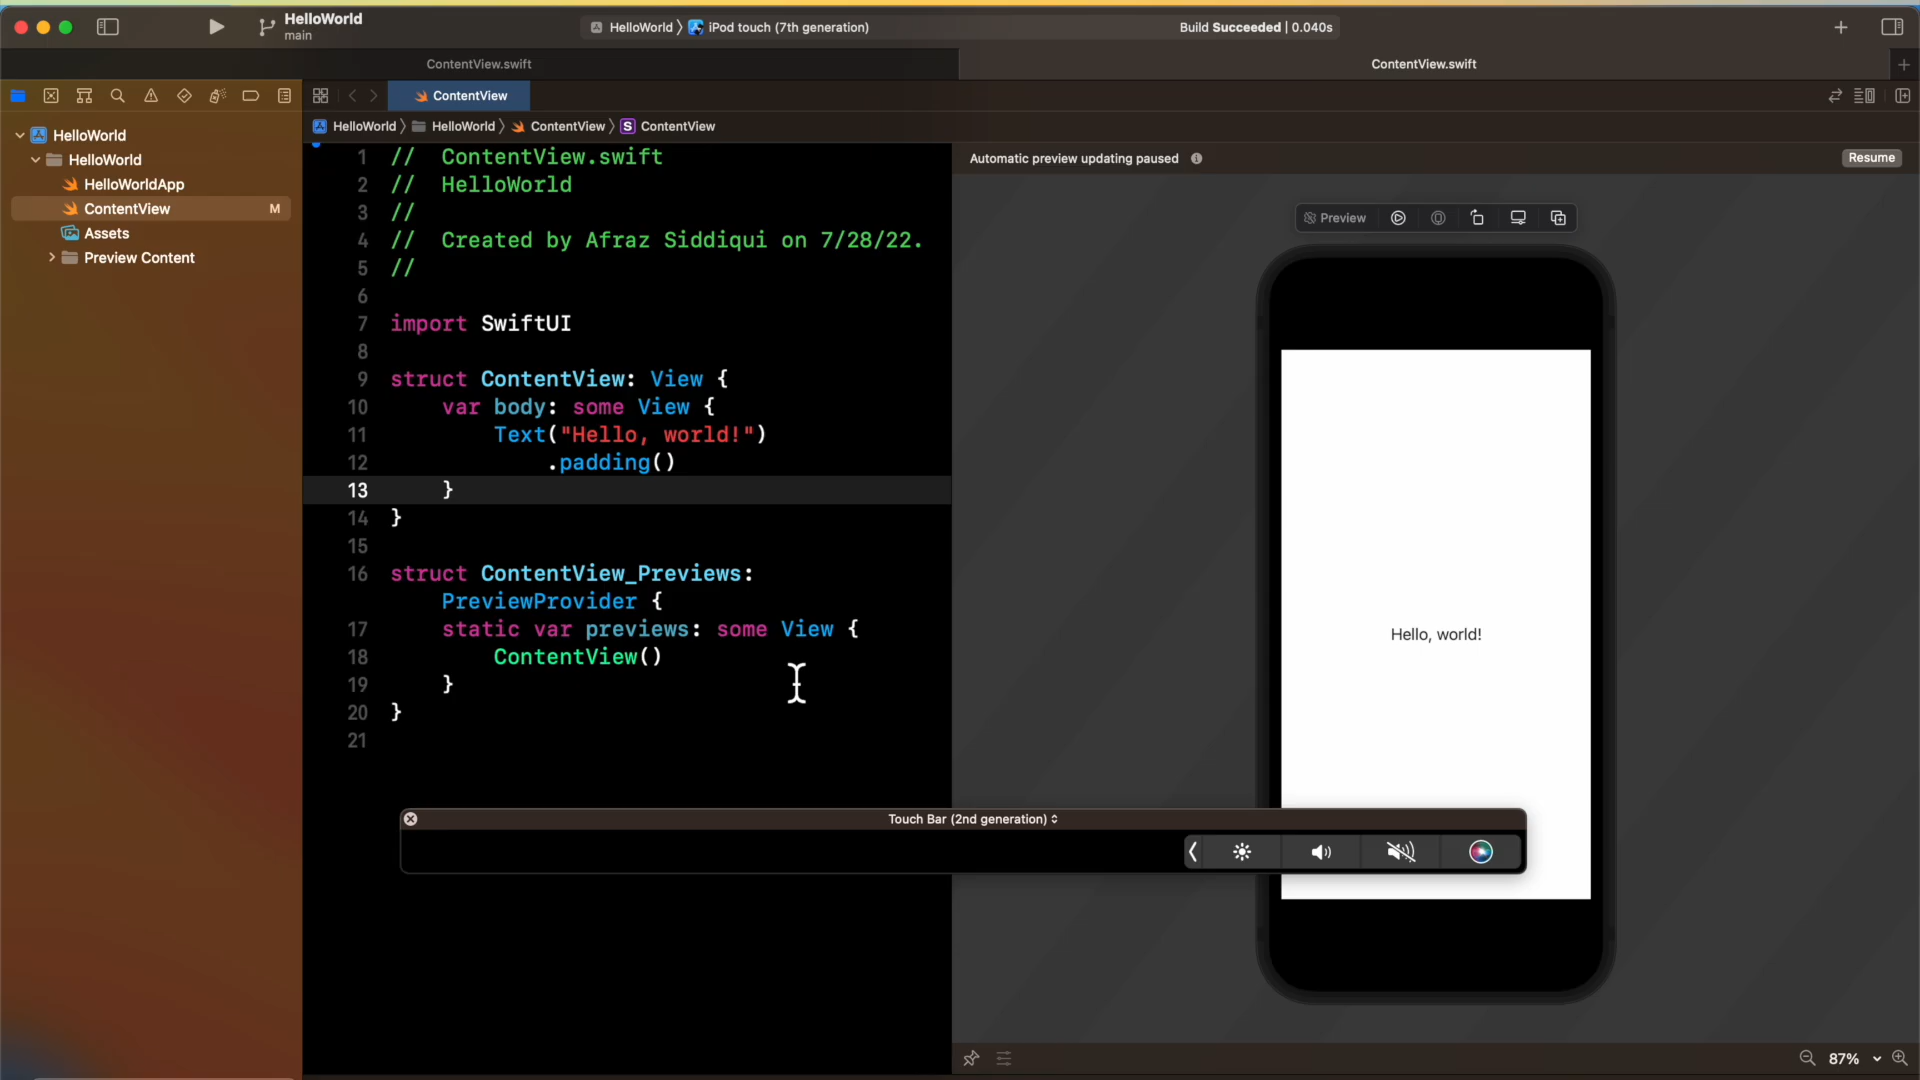 HelloWorld
main
HelloWorld
iPod touch (7th generation)
Build Succeeded | 0.040s
ContentView.swift
ContentView.swift
ContentView
HelloWorld
HelloWorld
ContentView
S ContentView
HelloWorld
HelloWorld
HelloWorldApp
ContentView M
Assets
Preview Content
1 // ContentView.swift
2 // HelloWorld
3 //
4 // Created by Afraz Siddiqui on 7/28/22.
5 //
6
7 import SwiftUI
8
9 struct ContentView: View {
10 var body: some View {
11 Text("Hello, world!")
12 .padding()
13 }
14 }
15
16 struct ContentView_Previews:
PreviewProvider {
17 static var previews: some View {
18 ContentView()
19 }
20 }
21
Automatic preview updating paused
Resume
Preview
Hello, world!
Touch Bar (2nd generation)
87%